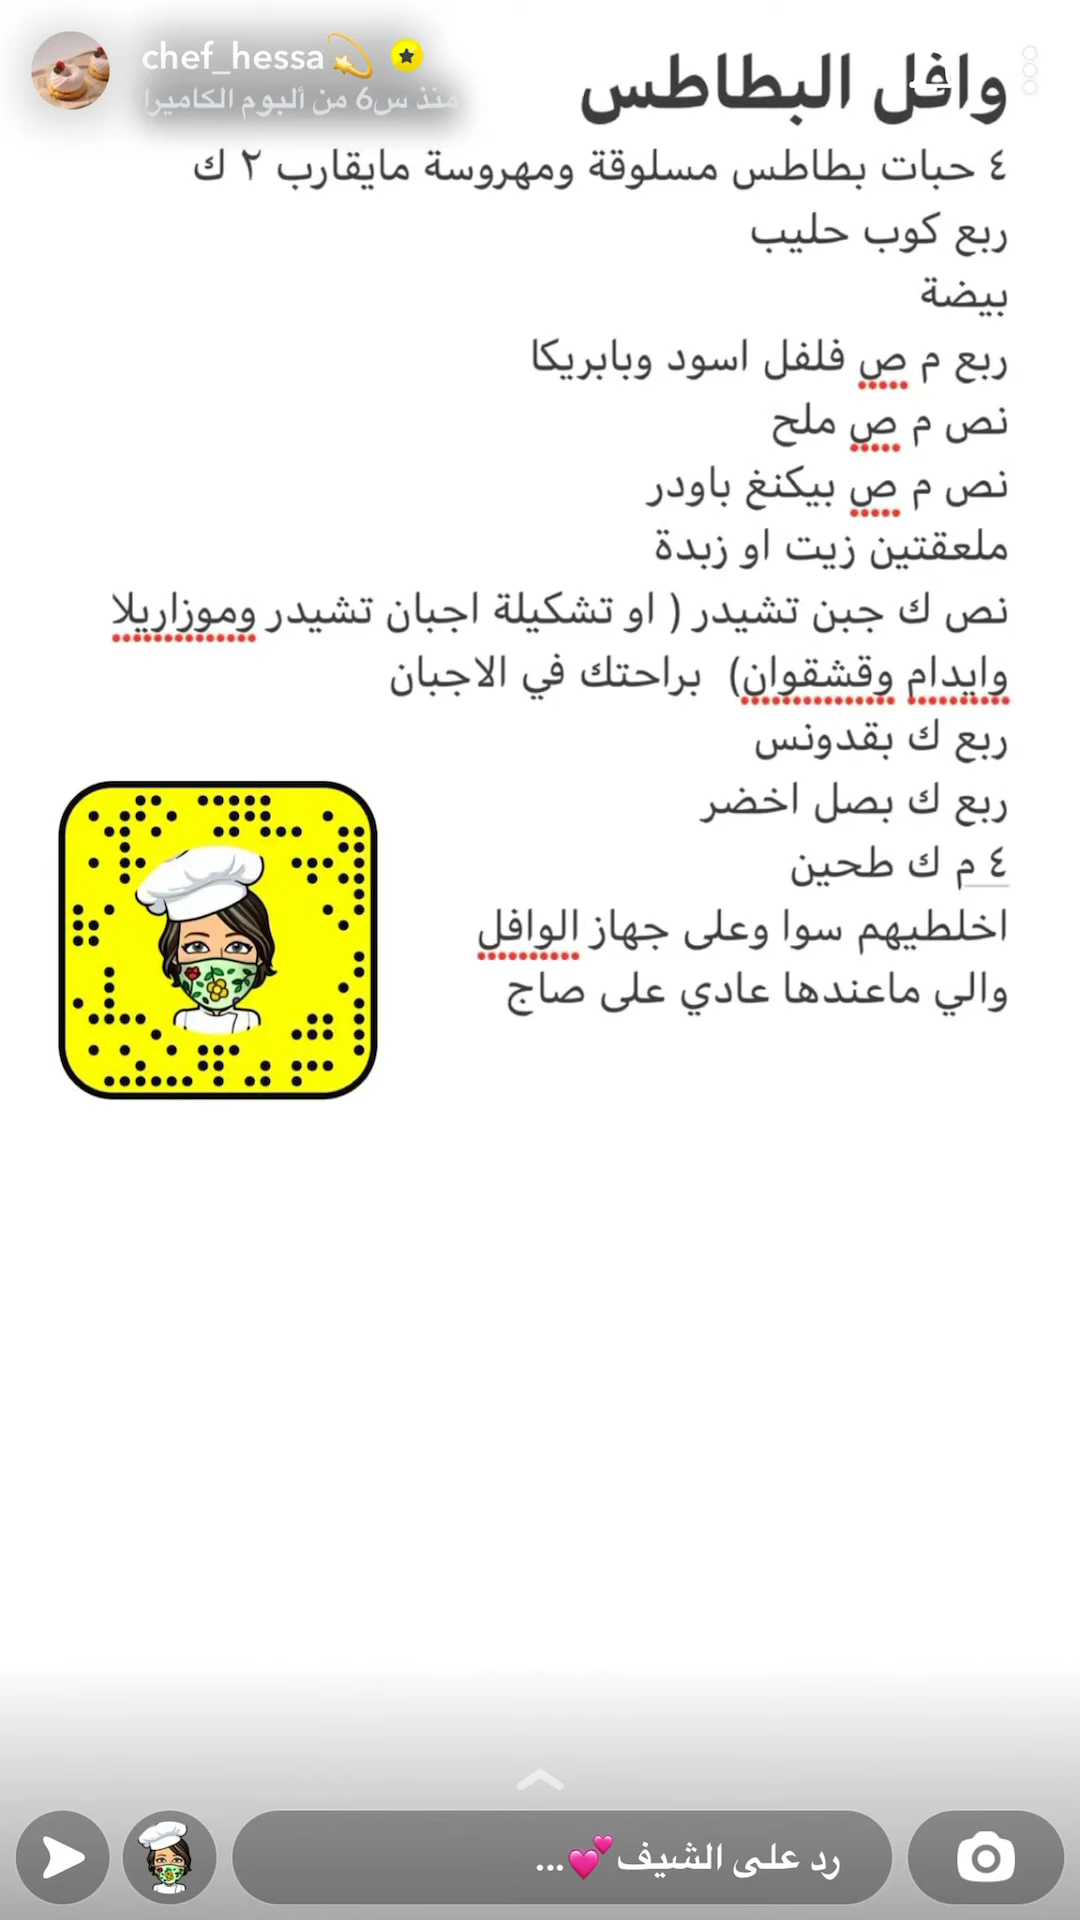 chef_hessa💫
منذ 6س من ألبوم الكاميرا
وافل البطاطس
٤ حبات بطاطس مسلوقة ومهروسة مايقارب ٢ ك
ربع كوب حليب
بيضة
ربع م ص فلفل اسود وبابريكا
نص م ص ملح
نص م ص بيكنغ باودر
ملعقتين زيت او زبدة
نص ك جبن تشيدر ( او تشكيلة اجبان تشيدر وموزاريلا
وايدام وقشقوان) براحتك في الاجبان
ربع ك بقدونس
ربع ك بصل اخضر
٤ م ك طحين
اخلطيهم سوا وعلى جهاز الوافل
والي ماعندها عادي على صاج
رد على الشيف💕...